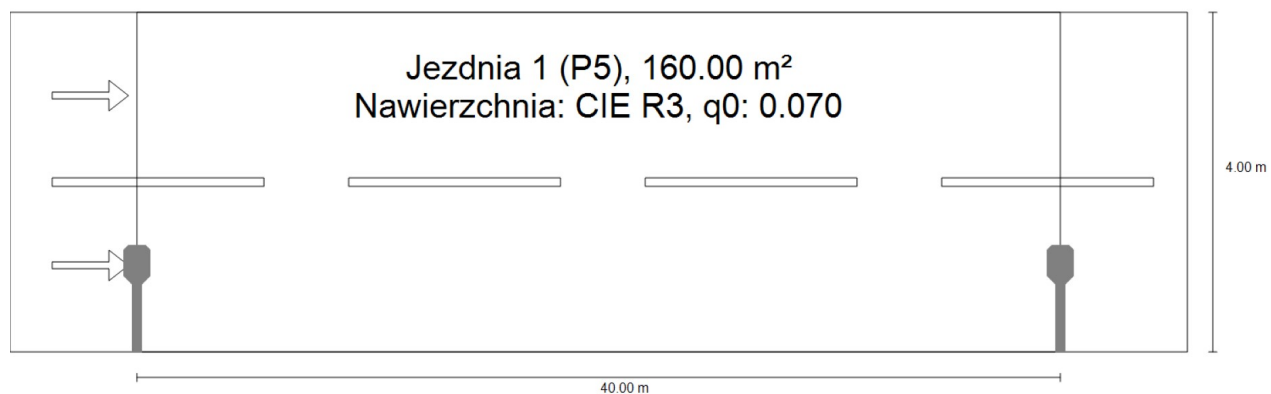 Jezdnia 1 (P5), 160.00 m²
Nawierzchnia: CIE R3, q0: 0.070
4.00 m
40.00 m